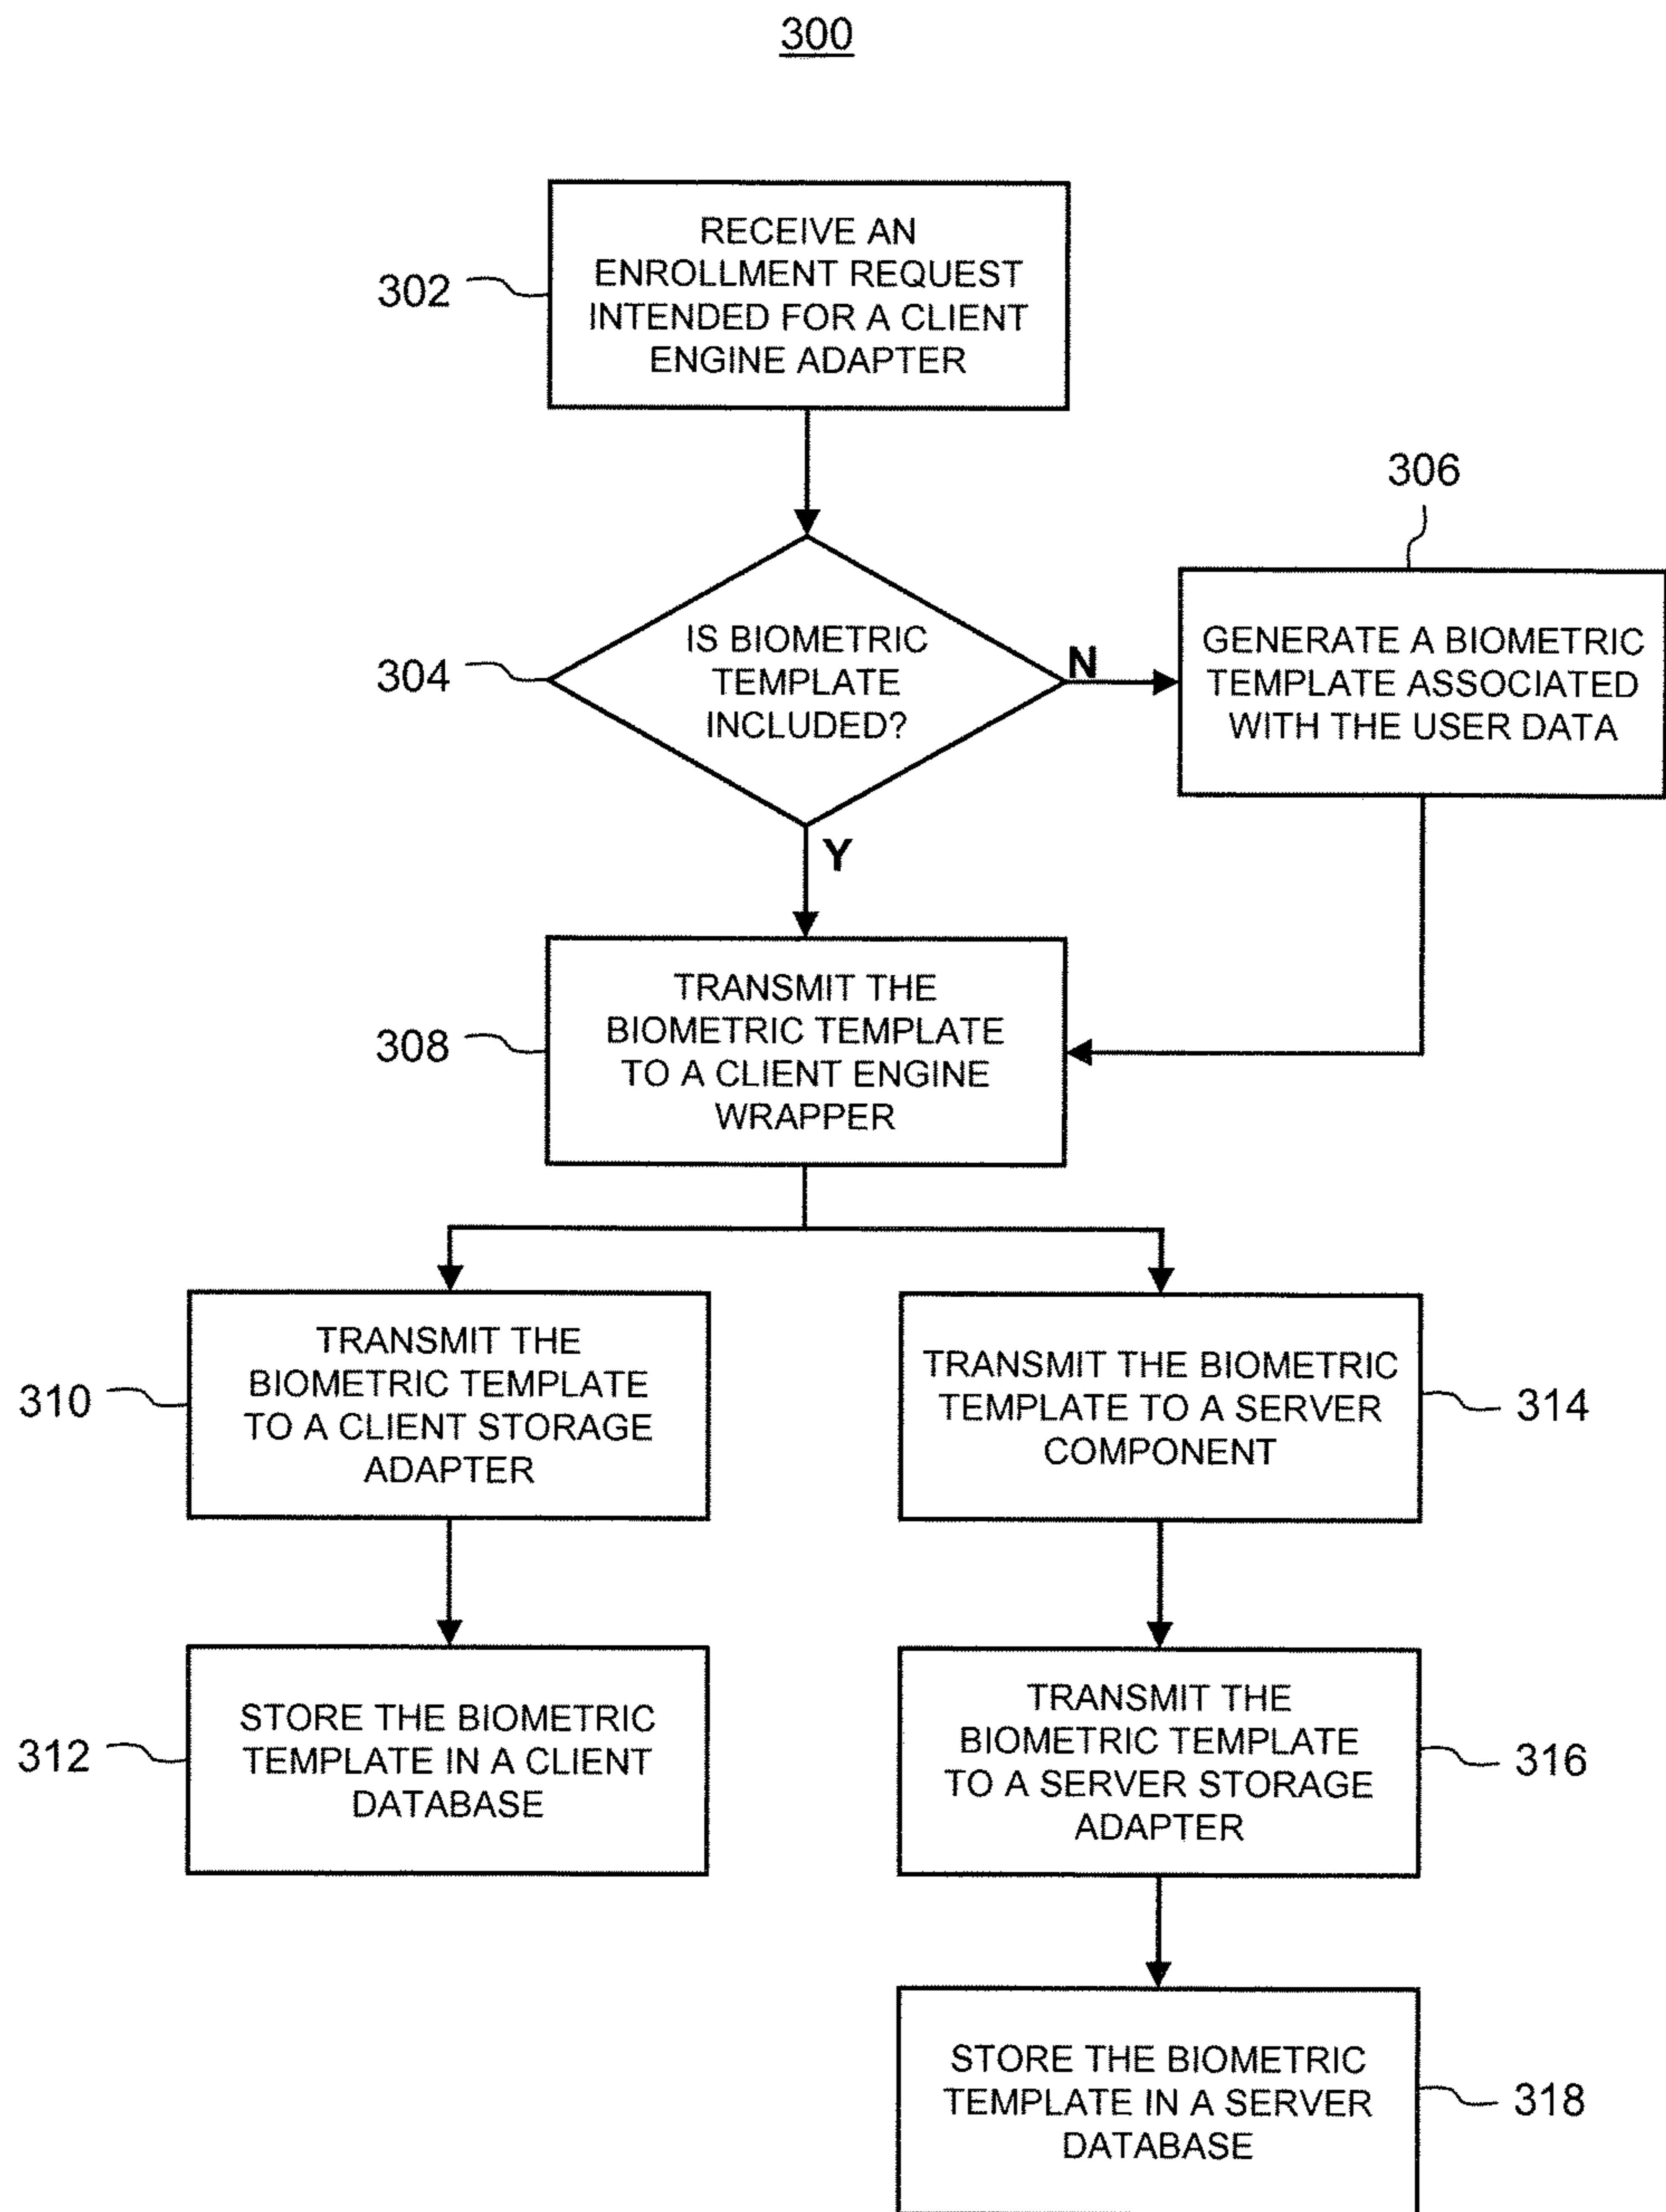 300
RECEIVE AN
ENROLLMENT REQUEST
INTENDED FOR A CLIENT
ENGINE ADAPTER
302
306
IS BIOMETRIC
TEMPLATE
INCLUDED?
304
N
Y
GENERATE A BIOMETRIC
TEMPLATE ASSOCIATED
WITH THE USER DATA
TRANSMIT THE
BIOMETRIC TEMPLATE
TO A CLIENT ENGINE
WRAPPER
308
TRANSMIT THE
BIOMETRIC TEMPLATE
TO A CLIENT STORAGE
ADAPTER
310
TRANSMIT THE BIOMETRIC
TEMPLATE TO A SERVER
COMPONENT
314
STORE THE BIOMETRIC
TEMPLATE IN A CLIENT
DATABASE
312
TRANSMIT THE
BIOMETRIC TEMPLATE
TO A SERVER STORAGE
ADAPTER
316
STORE THE BIOMETRIC
TEMPLATE IN A SERVER
DATABASE
318